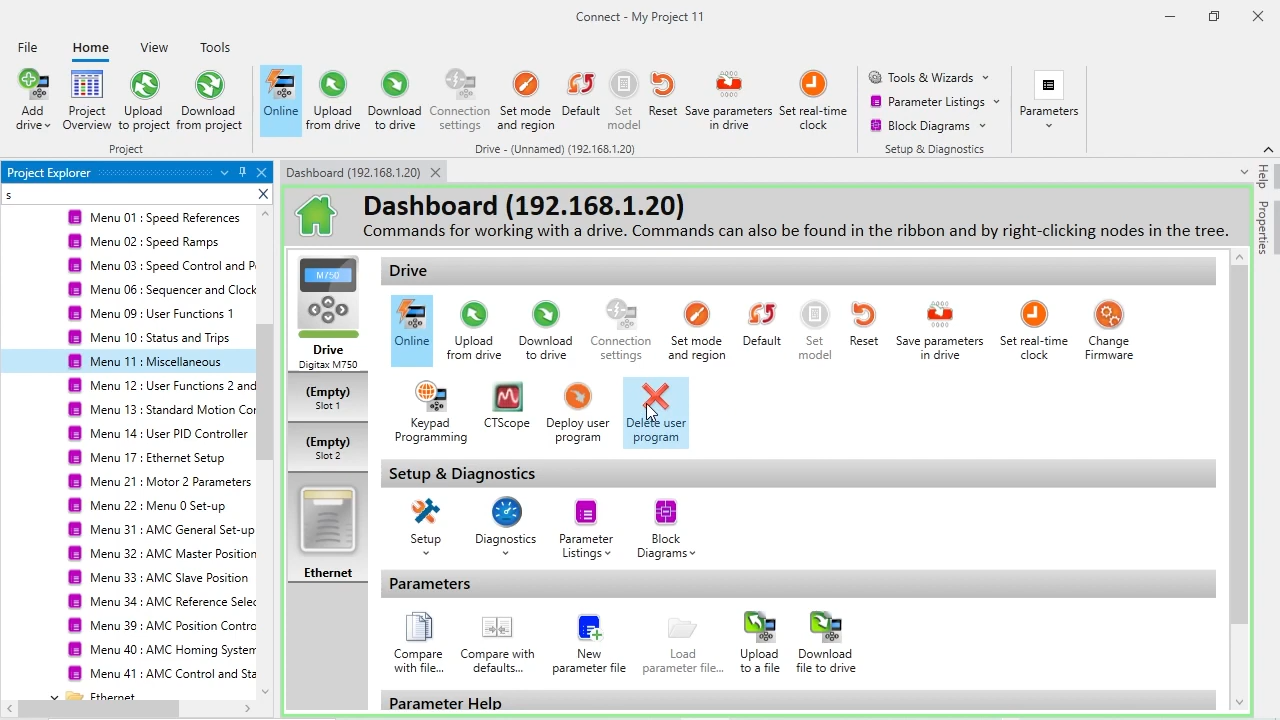 Connect - My Project 11
File Home View Tools
Add drive
Project Overview
Upload to project
Download from project
Project
Online
Upload from drive
Download to drive
Connection settings
Set mode and region
Default
Set model
Reset
Save parameters in drive
Set real-time clock
Drive - (Unnamed) (192.168.1.20)
Tools & Wizards
Parameter Listings
Block Diagrams
Setup & Diagnostics
Parameters
Project Explorer
s
Menu 01 : Speed References
Menu 02 : Speed Ramps
Menu 03 : Speed Control and P
Menu 06 : Sequencer and Clock
Menu 09 : User Functions 1
Menu 10 : Status and Trips
Menu 11 : Miscellaneous
Menu 12 : User Functions 2 and
Menu 13 : Standard Motion Cor
Menu 14 : User PID Controller
Menu 17 : Ethernet Setup
Menu 21 : Motor 2 Parameters
Menu 22 : Menu 0 Set-up
Menu 31 : AMC General Set-up
Menu 32 : AMC Master Position
Menu 33 : AMC Slave Position
Menu 34 : AMC Reference Selec
Menu 39 : AMC Position Contro
Menu 40 : AMC Homing System
Menu 41 : AMC Control and Sta
Ethernet
Dashboard (192.168.1.20)
Dashboard (192.168.1.20)
Commands for working with a drive. Commands can also be found in the ribbon and by right-clicking nodes in the tree.
M750
Drive
Digitax M750
(Empty)
Slot 1
(Empty)
Slot 2
Ethernet
Drive
Online
Upload from drive
Download to drive
Connection settings
Set mode and region
Default
Set model
Reset
Save parameters in drive
Set real-time clock
Change Firmware
Keypad Programming
CTScope
Deploy user program
Delete user program
Setup & Diagnostics
Setup
Diagnostics
Parameter Listings
Block Diagrams
Parameters
Compare with file...
Compare with defaults...
New parameter file
Load parameter file...
Upload to a file
Download file to drive
Parameter Help
Help
Properties